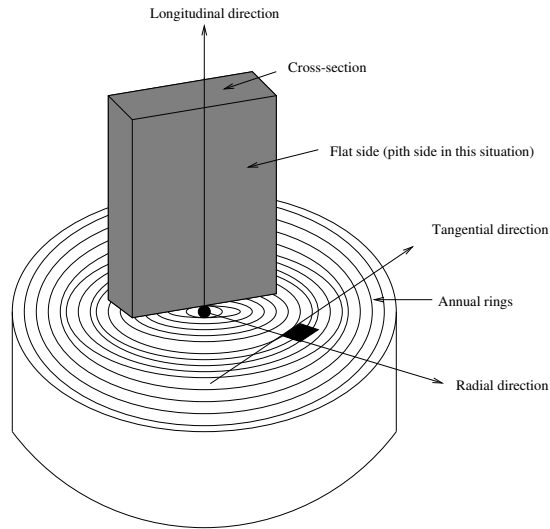 Longitudinal direction
Cross-section
Flat side (pith side in this situation)
Tangential direction
Annual rings
Radial direction